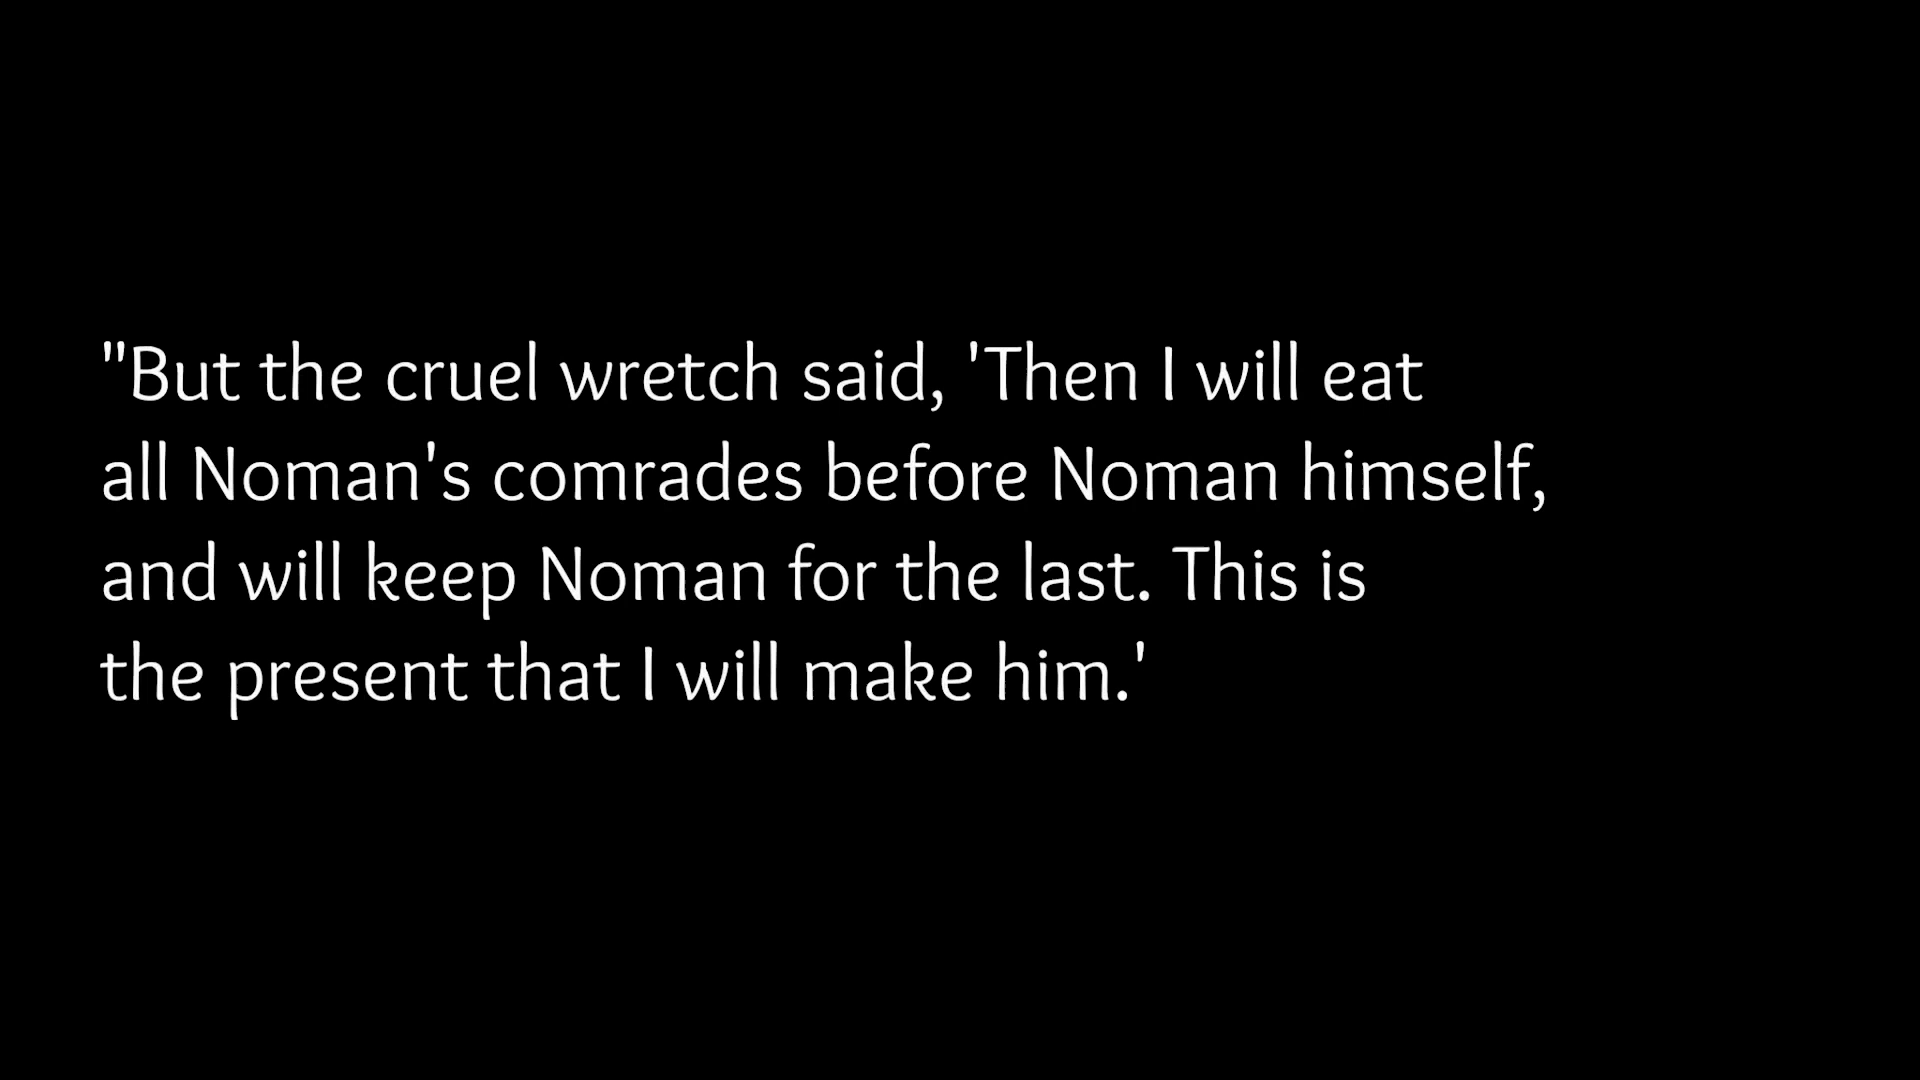 "But the cruel wretch said, 'Then I will eat
all Noman's comrades before Noman himself,
and will keep Noman for the last. This is
the present that I will make him.'